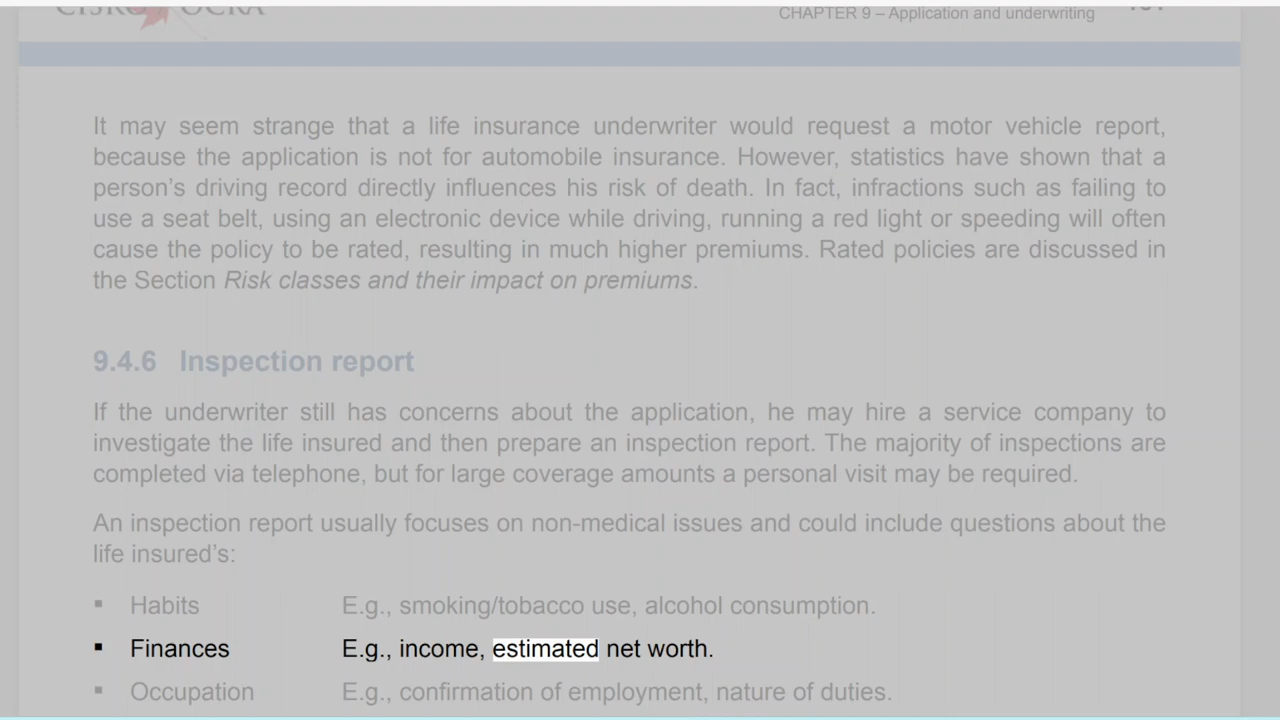 CHAPTER 9 – Application and underwriting
It may seem strange that a life insurance underwriter would request a motor vehicle report,
because the application is not for automobile insurance. However, statistics have shown that a
person’s driving record directly influences his risk of death. In fact, infractions such as failing to
use a seat belt, using an electronic device while driving, running a red light or speeding will often
cause the policy to be rated, resulting in much higher premiums. Rated policies are discussed in
the Section Risk classes and their impact on premiums.
9.4.6 Inspection report
If the underwriter still has concerns about the application, he may hire a service company to
investigate the life insured and then prepare an inspection report. The majority of inspections are
completed via telephone, but for large coverage amounts a personal visit may be required.
An inspection report usually focuses on non-medical issues and could include questions about the
life insured’s:
▪ Habits E.g., smoking/tobacco use, alcohol consumption.
▪ Finances E.g., income, estimated net worth.
▪ Occupation E.g., confirmation of employment, nature of duties.